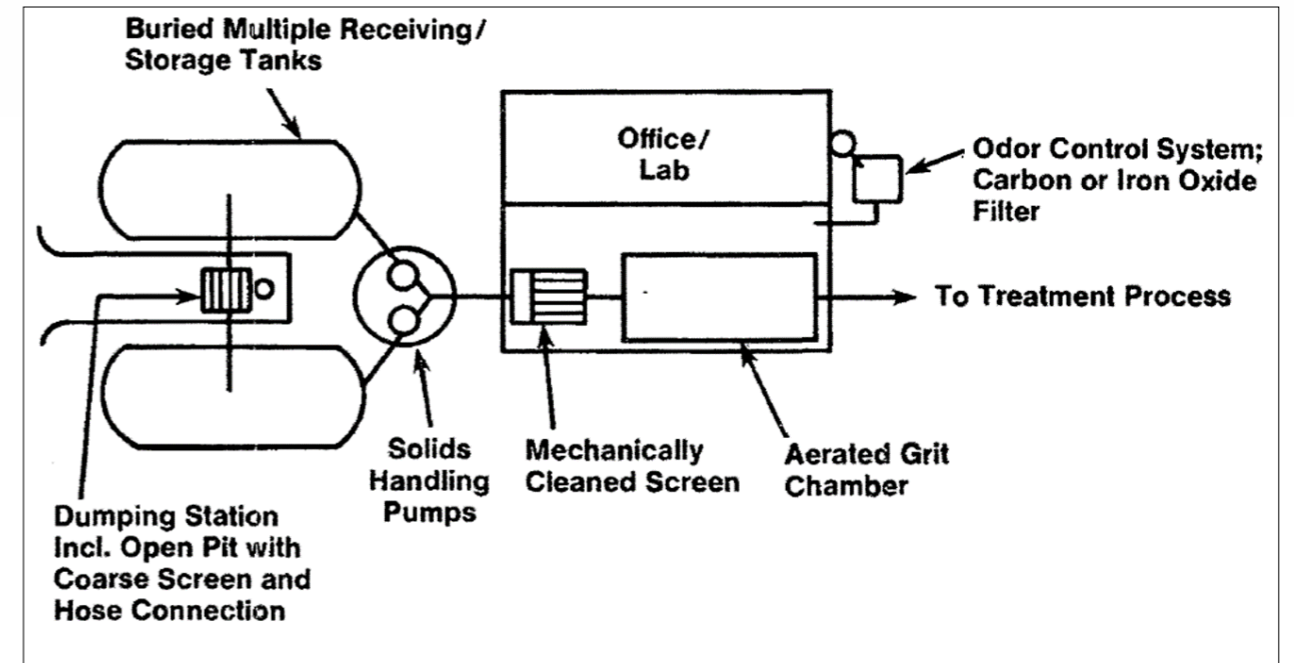 Buried Multiple Receiving/
Storage Tanks
Office/
Lab
Odor Control System;
Carbon or Iron Oxide
Filter
To Treatment Process
Solids
Handling
Pumps
Mechanically
Cleaned Screen
Aerated Grit
Chamber
Dumping Station
Incl. Open Pit with
Coarse Screen and
Hose Connection